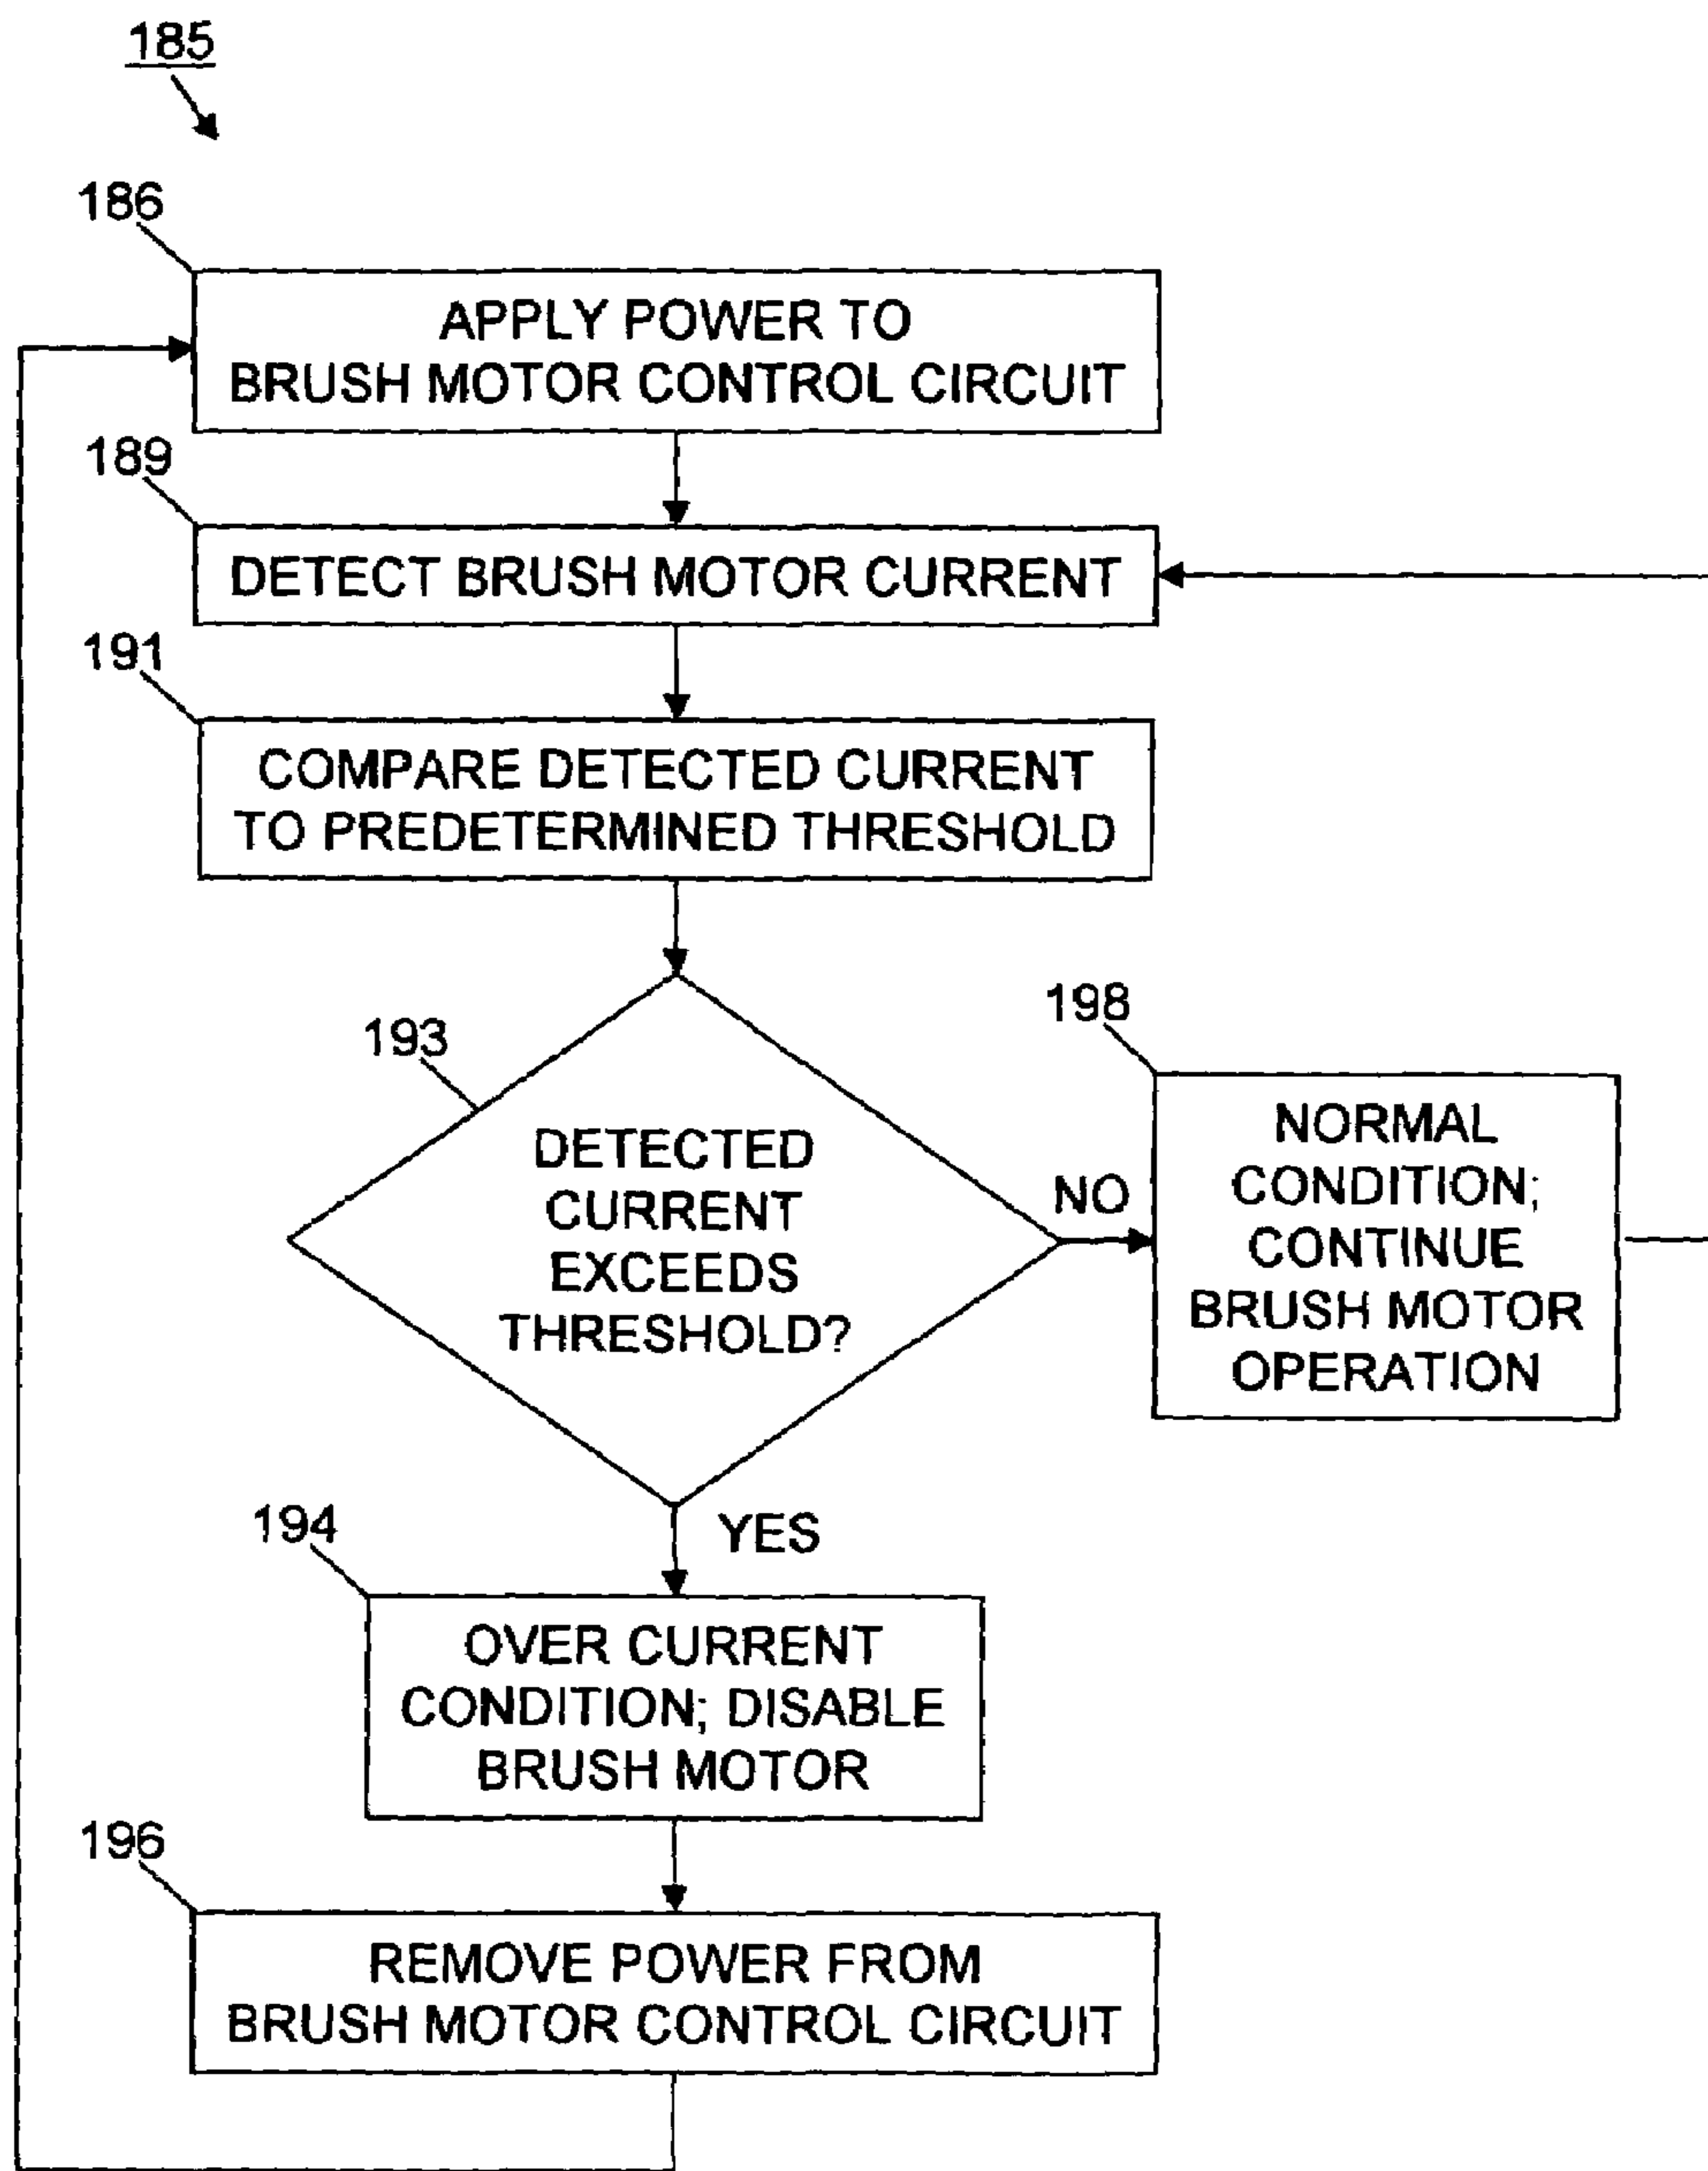 185
186
APPLY POWER TO
BRUSH MOTOR CONTROL CIRCUIT
189
DETECT BRUSH MOTOR CURRENT
191
COMPARE DETECTED CURRENT
TO PREDETERMINED THRESHOLD
193
DETECTED
CURRENT
EXCEEDS
THRESHOLD?
NO
198
NORMAL
CONDITION;
CONTINUE
BRUSH MOTOR
OPERATION
YES
194
OVER CURRENT
CONDITION; DISABLE
BRUSH MOTOR
196
REMOVE POWER FROM
BRUSH MOTOR CONTROL CIRCUIT